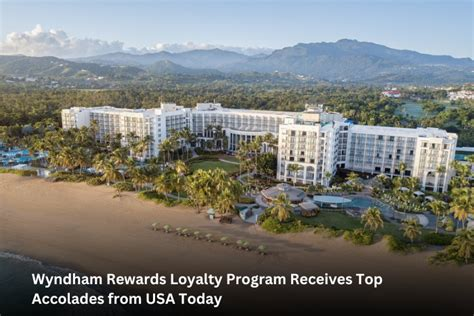 Wyndham Rewards Loyalty Program Receives Top
Accolades from USA Today